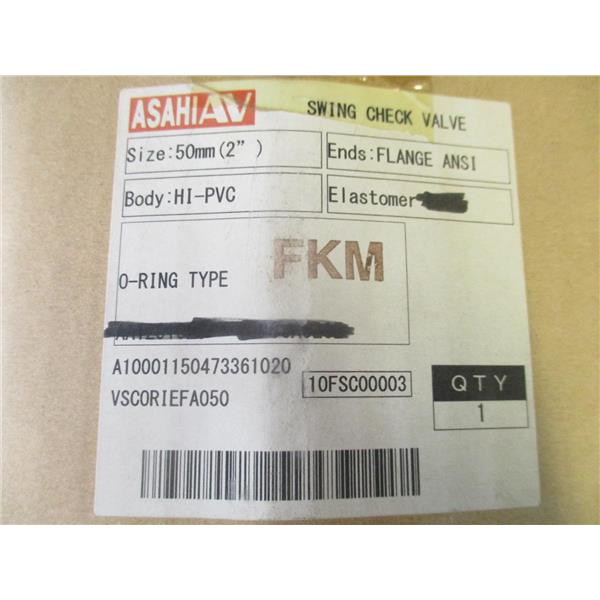 ASAHI AV SWING CHECK VALVE
Size:50mm(2”) Ends:FLANGE ANSI
Body:HI-PVC Elastomer
FKM
O-RING TYPE
A10001150473361020
VSCORIEFA050 10FSC00003
QTY
1